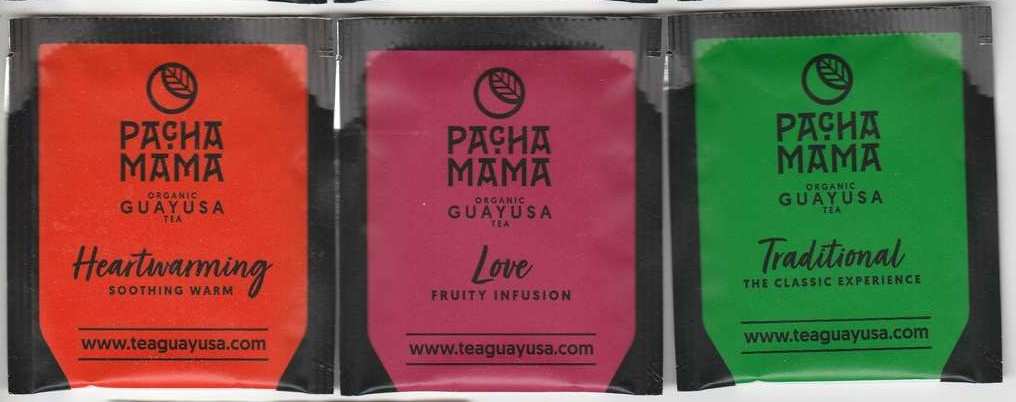 PACHA
MAMA
ORGANIC
GUAYUSA
TEA
Heartwarming
SOOTHING WARM
www.teaguayusa.com
PACHA
MAMA
ORGANIC
GUAYUSA
TEA
Love
FRUITY INFUSION
www.teaguayusa.com
PACHA
MAMA
ORGANIC
GUAYUSA
TEA
Traditional
THE CLASSIC EXPERIENCE
www.teaguayusa.com